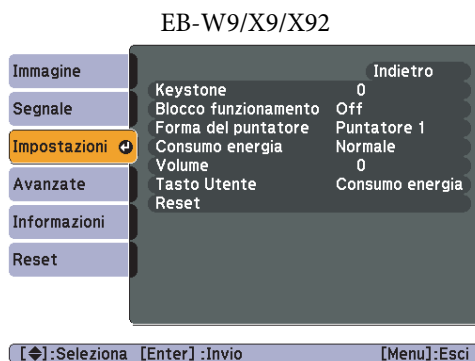 EB-W9/X9/X92
Immagine
Segnale
Impostazioni
Avanzate
Informazioni
Reset
Indietro
Keystone 0
Blocco funzionamento Off
Forma del puntatore Puntatore 1
Consumo energia Normale
Volume 0
Tasto Utente Consumo energia
Reset
[◆]:Seleziona [Enter]:Invio [Menu]:Esci